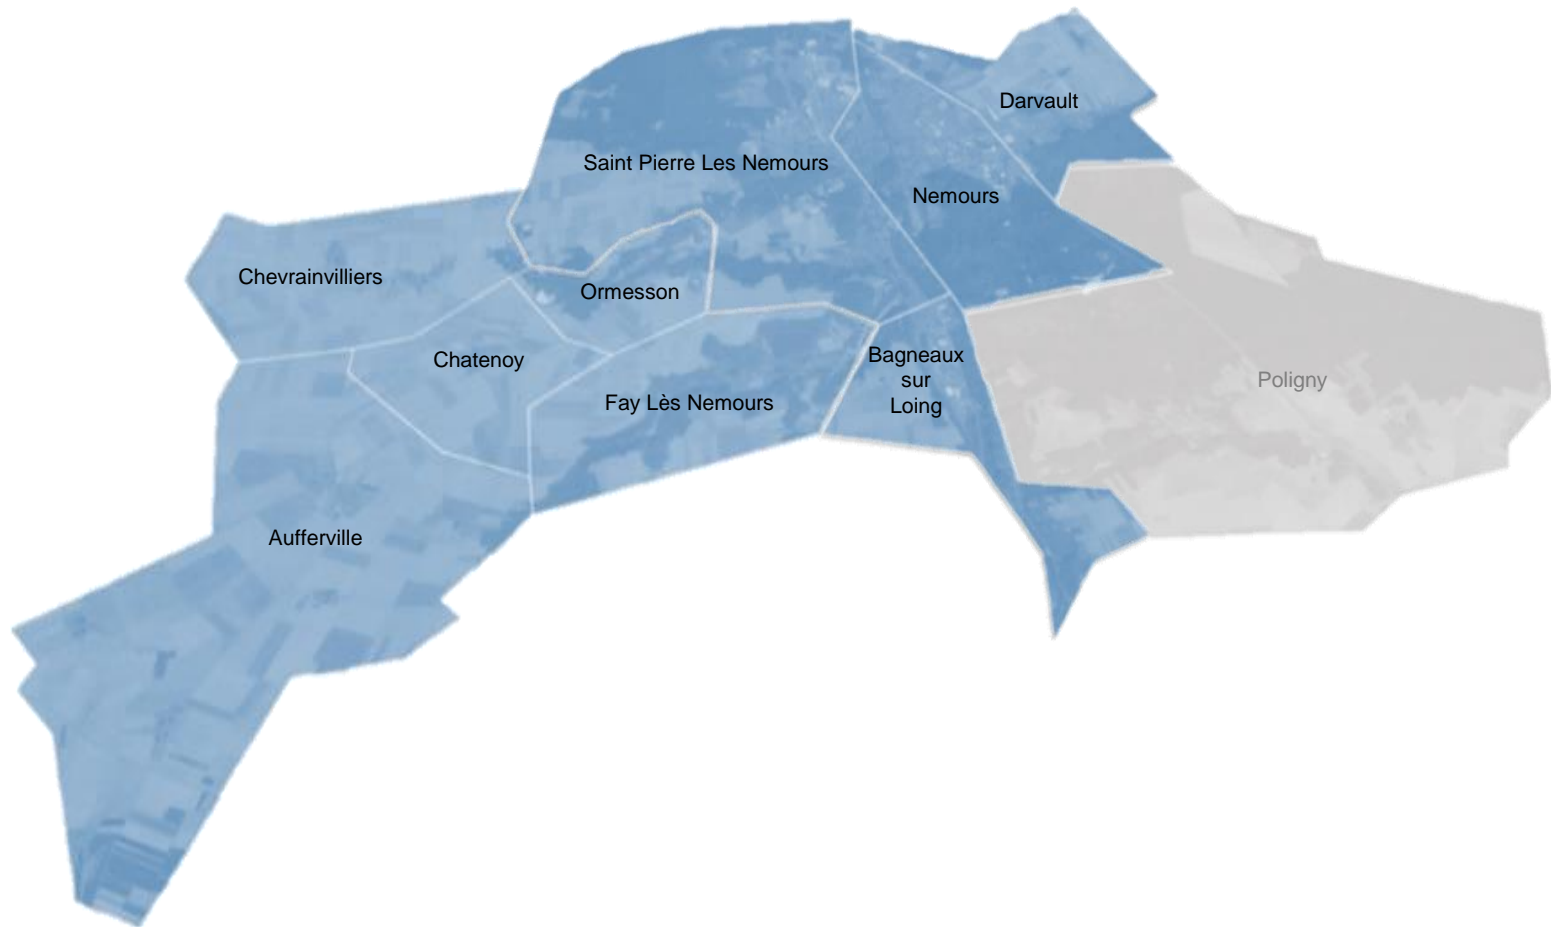 Darvault
Saint Pierre Les Nemours
Nemours
Chevrainvilliers
Ormesson
Chatenoy
Bagneaux
sur
Loing
Poligny
Fay Lès Nemours
Aufferville